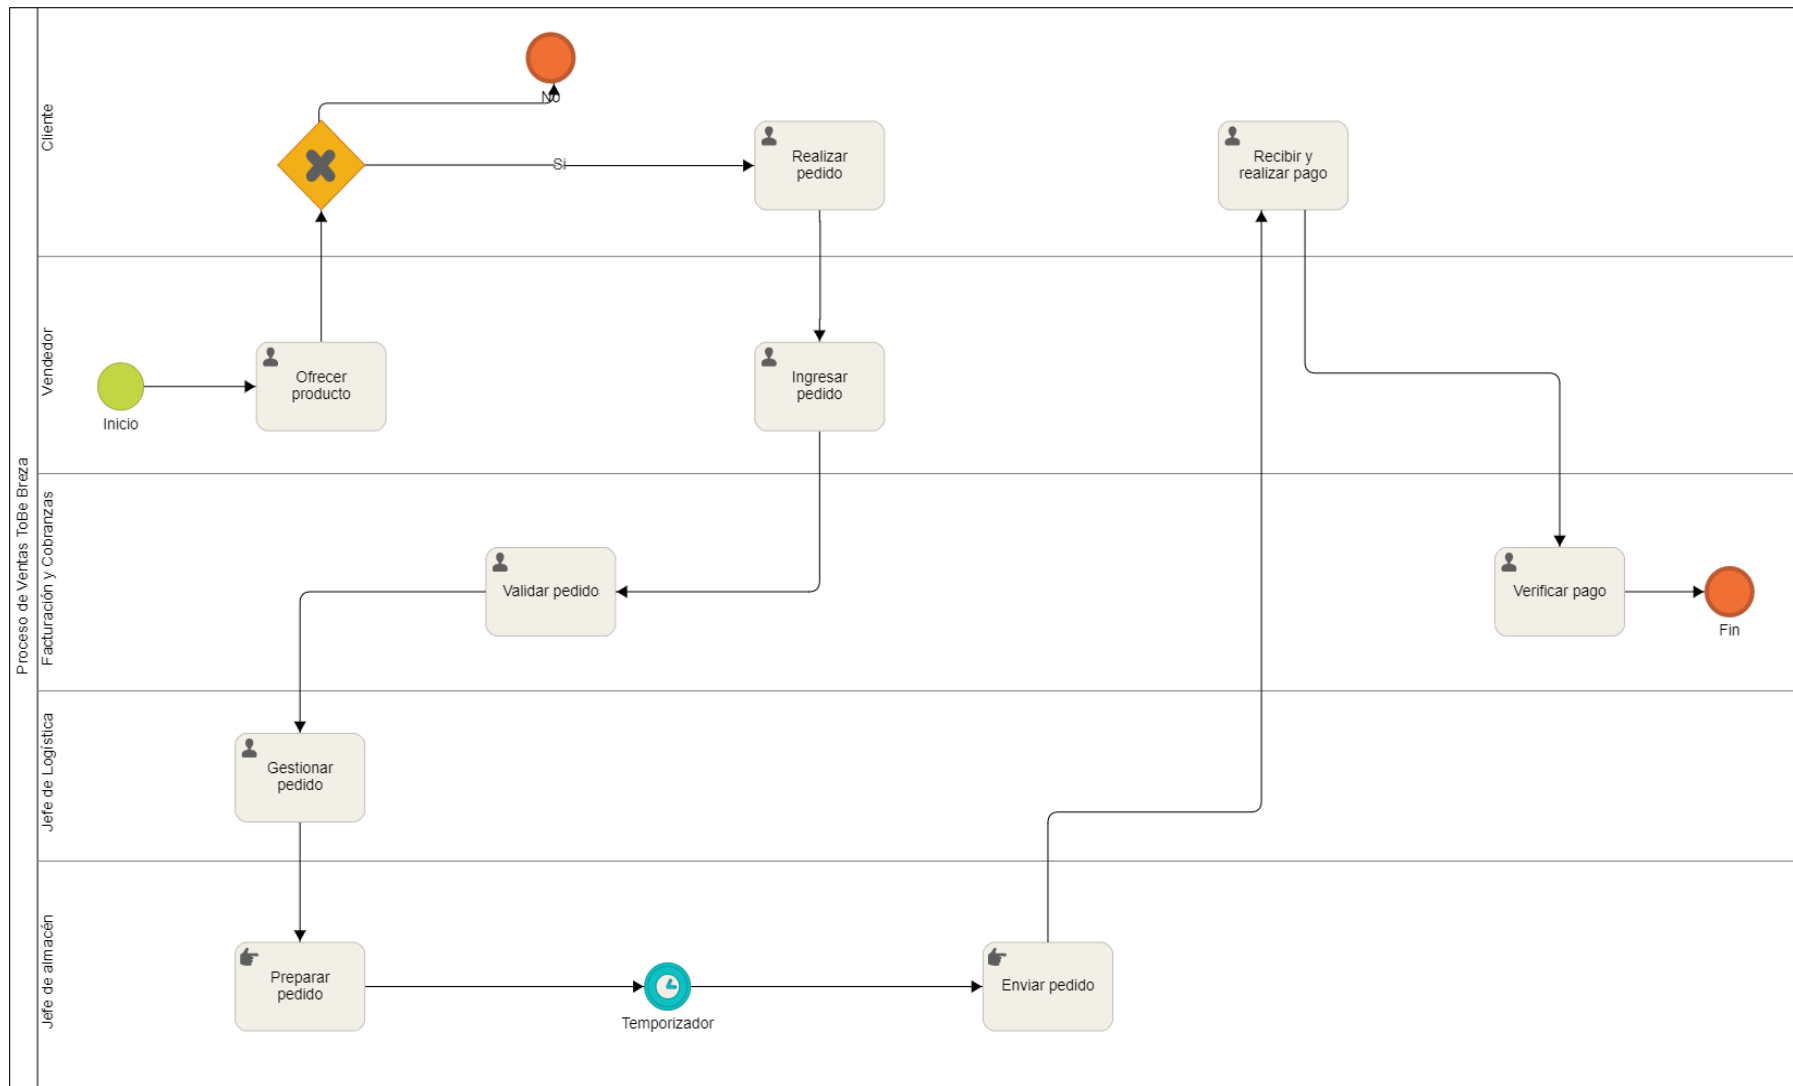 Proceso de Ventas ToBe Breza
Cliente
No
Si
Realizar
pedido
Recibir y
realizar pago
Vendedor
Inicio
Ofrecer
producto
Ingresar
pedido
Facturación y Cobranzas
Validar pedido
Verificar pago
Fin
Jefe de Logística
Gestionar
pedido
Jefe de almacén
Preparar
pedido
Temporizador
Enviar pedido